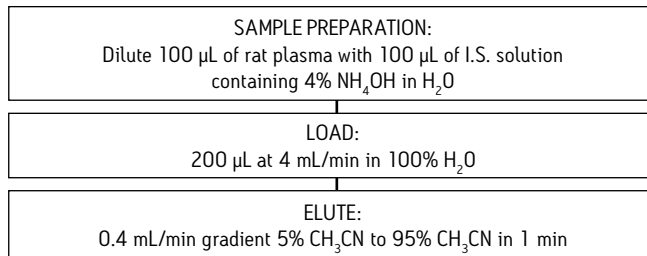 SAMPLE PREPARATION:
Dilute 100 µL of rat plasma with 100 µL of I.S. solution
containing 4% NH₄OH in H₂O
LOAD:
200 µL at 4 mL/min in 100% H₂O
ELUTE:
0.4 mL/min gradient 5% CH₃CN to 95% CH₃CN in 1 min